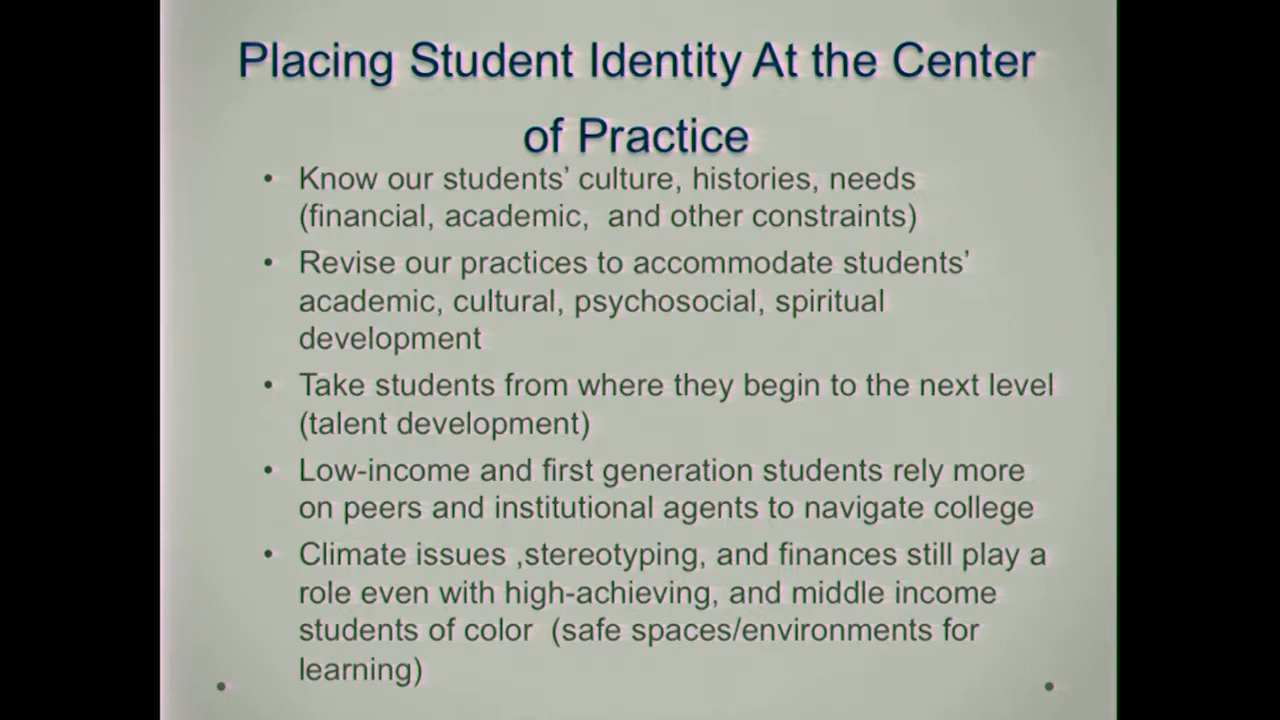 Placing Student Identity At the Center
of Practice
• Know our students’ culture, histories, needs
(financial, academic,  and other constraints)
• Revise our practices to accommodate students’
academic, cultural, psychosocial, spiritual
development
• Take students from where they begin to the next level
(talent development)
• Low-income and first generation students rely more
on peers and institutional agents to navigate college
• Climate issues ,stereotyping, and finances still play a
role even with high-achieving, and middle income
students of color  (safe spaces/environments for
learning)